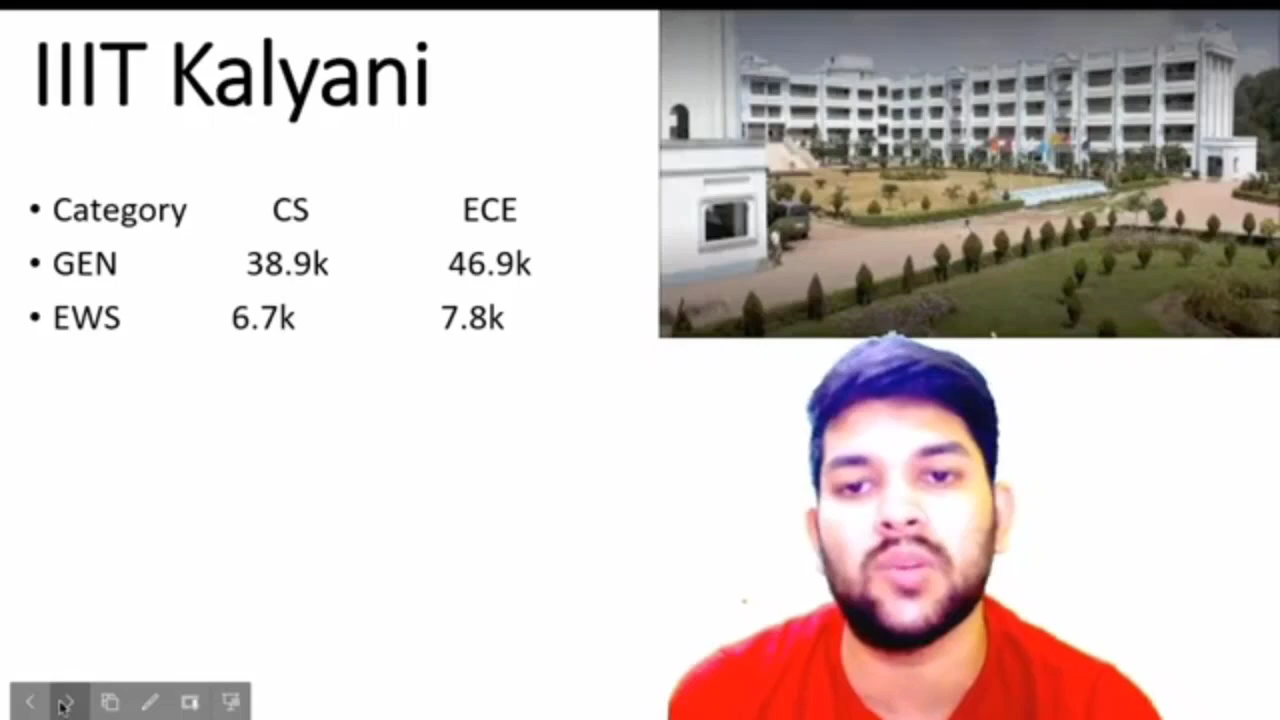 IIIT Kalyani
• Category CS ECE
• GEN 38.9k 46.9k
• EWS 6.7k 7.8k